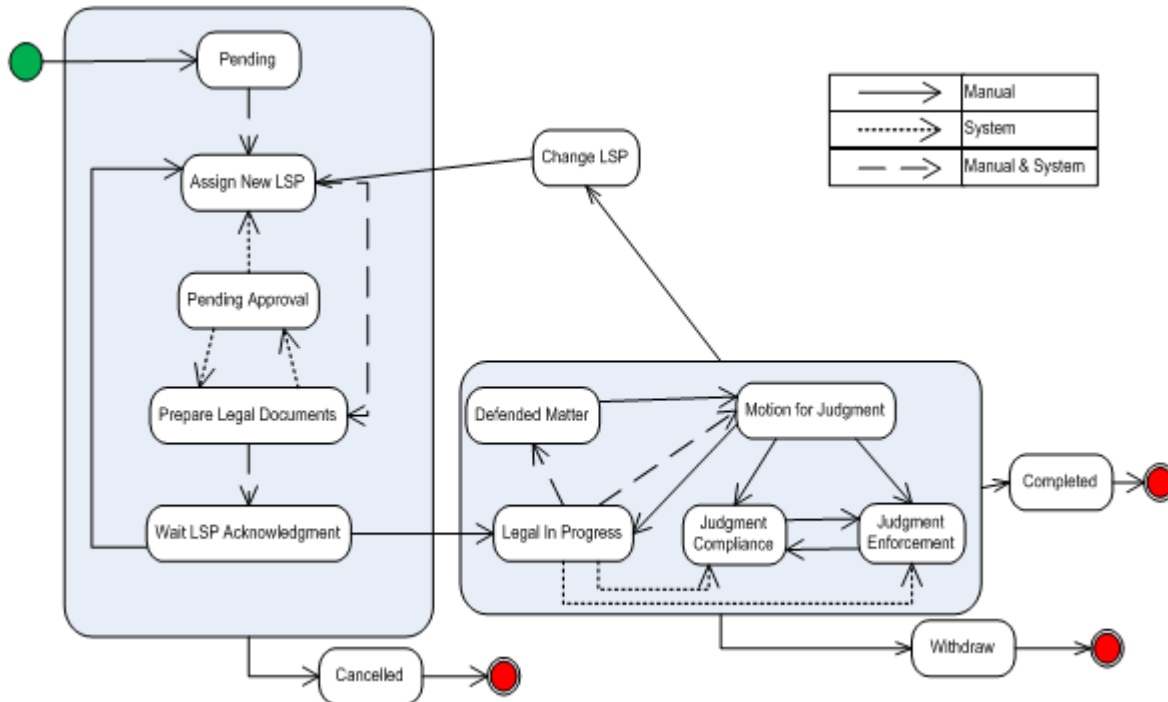 Pending
Manual
System
Manual & System
Change LSP
Assign New LSP
Pending Approval
Prepare Legal Documents
Defended Matter
Motion for Judgment
Completed
Wait LSP Acknowledgment
Legal In Progress
Judgment
Compliance
Judgment
Enforcement
Withdraw
Cancelled